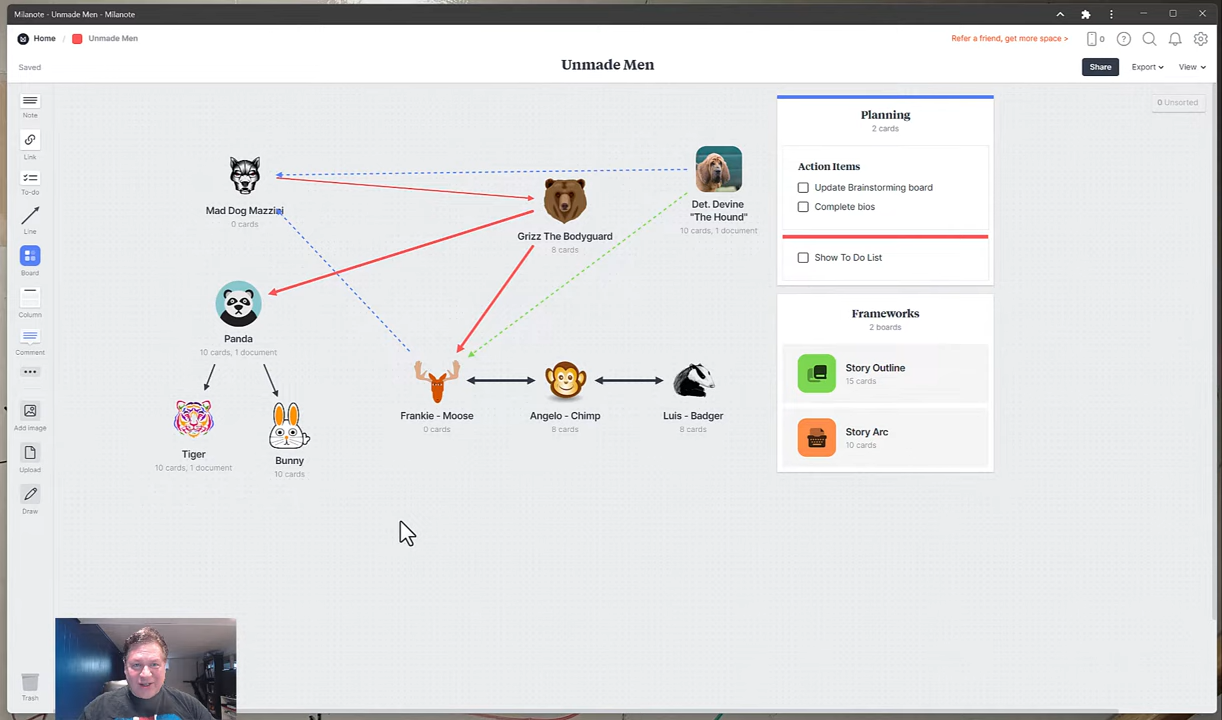 Milanote - Unmade Men - Milanote
Home / Unmade Men
Refer a friend, get more space >
0
Saved
Unmade Men
Share
Export
View
Note
Link
To-do
Line
Board
Column
Comment
Add image
Upload
Draw
Trash
0 Unsorted
Mad Dog Mazzini
0 cards
Grizz The Bodyguard
8 cards
Det. Devine
"The Hound"
10 cards, 1 document
Panda
10 cards, 1 document
Tiger
10 cards, 1 document
Bunny
10 cards
Frankie - Moose
0 cards
Angelo - Chimp
8 cards
Luis - Badger
8 cards
Planning
2 cards
Action Items
Update Brainstorming board
Complete bios
Show To Do List
Frameworks
2 boards
Story Outline
15 cards
Story Arc
10 cards